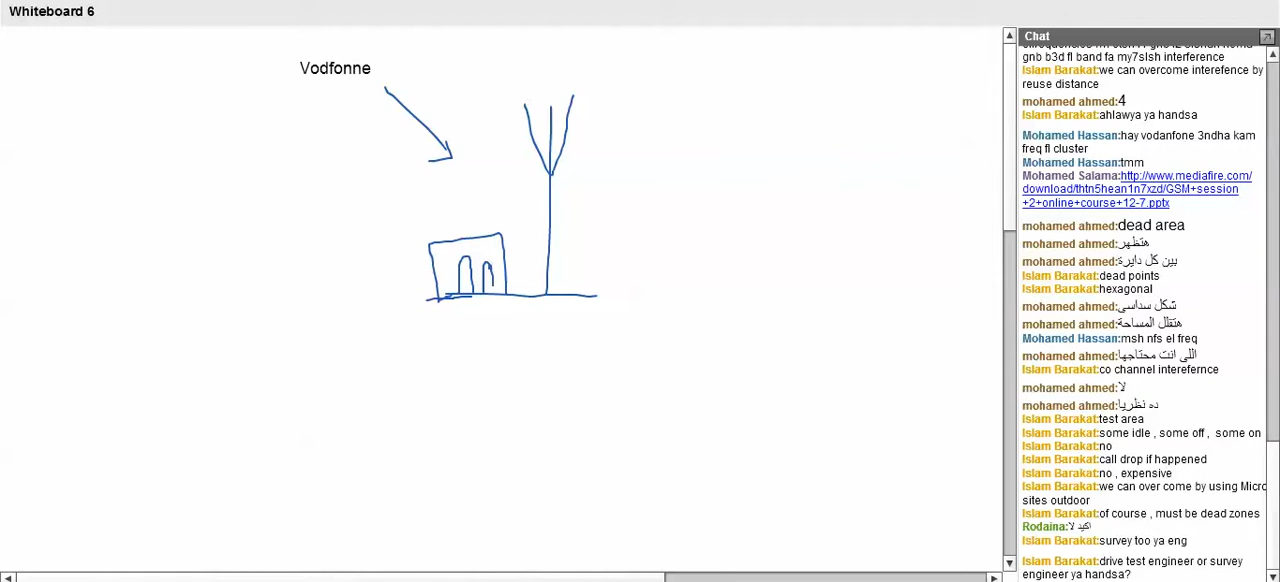 Whiteboard 6
Vodfonne
Chat
gnb b3d fl band fa my7slsh interference
Islam Barakat:we can overcome interefence by
reuse distance
mohamed ahmed:4
Islam Barakat:ahlawya ya handsa
Mohamed Hassan:hay vodanfone 3ndha kam
freq fl cluster
Mohamed Hassan:tmm
Mohamed Salama:http://www.mediafire.com/
download/thtn5hean1n7xzd/GSM+session
+2+online+course+12-7.pptx
mohamed ahmed:dead area
mohamed ahmed:هتظهر
mohamed ahmed:بين كل دايرة
Islam Barakat:dead points
Islam Barakat:hexagonal
mohamed ahmed:شكل سداسى
mohamed ahmed:هتقلل المساحة
Mohamed Hassan:msh nfs el freq
mohamed ahmed:اللى انت محتاجها
Islam Barakat:co channel interefernce
mohamed ahmed:لا
mohamed ahmed:ده نظريا
Islam Barakat:test area
Islam Barakat:some idle , some off , some on
Islam Barakat:no
Islam Barakat:call drop if happened
Islam Barakat:no , expensive
Islam Barakat:we can over come by using Micro
sites outdoor
Islam Barakat:of course , must be dead zones
Rodaina:اكيد لا
Islam Barakat:survey too ya eng
Islam Barakat:drive test engineer or survey
engineer ya handsa?